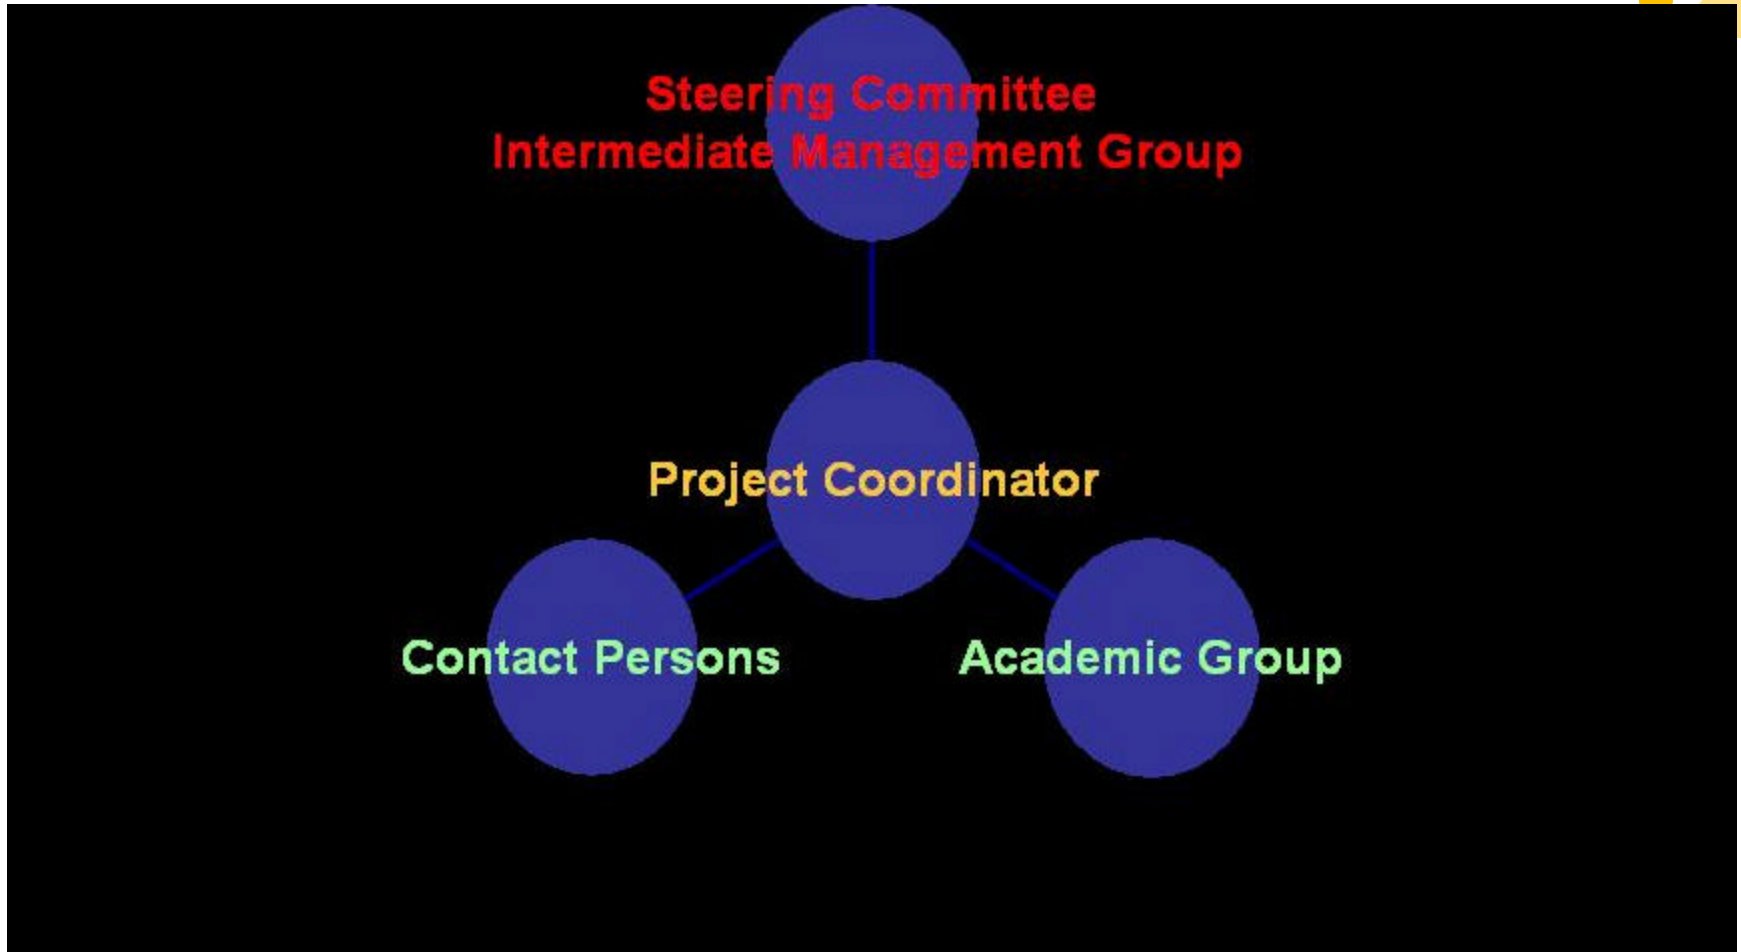 Steering Committee
Intermediate Management Group
Project Coordinator
Contact Persons
Academic Group